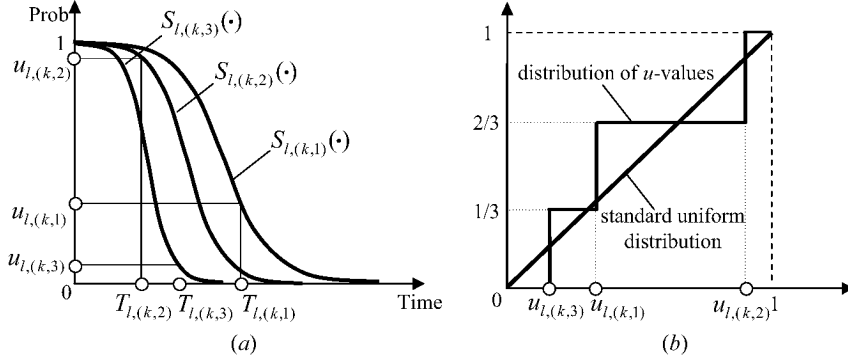 Prob
1
u_{l,(k,2)}
u_{l,(k,1)}
u_{l,(k,3)}
0
S_{l,(k,3)}(•)
S_{l,(k,2)}(•)
S_{l,(k,1)}(•)
T_{l,(k,2)} T_{l,(k,3)} T_{l,(k,1)}
Time
(a)
1
2/3
1/3
0
distribution of u-values
standard uniform
distribution
u_{l,(k,3)} u_{l,(k,1)} u_{l,(k,2)} 1
(b)